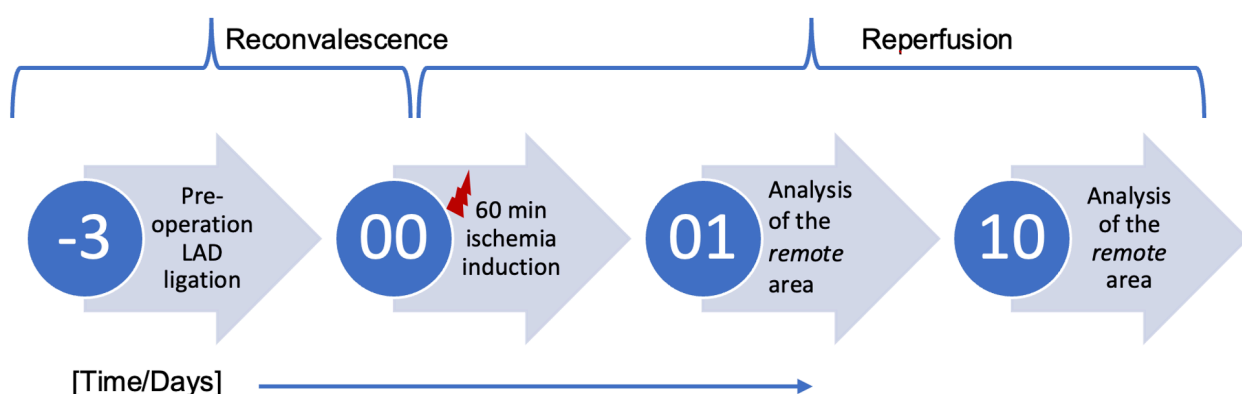 Reconvalescence
Reperfusion
-3
Pre-
operation
LAD
ligation
00
60 min
ischemia
induction
01
Analysis
of the
remote
area
10
Analysis
of the
remote
area
[Time/Days]